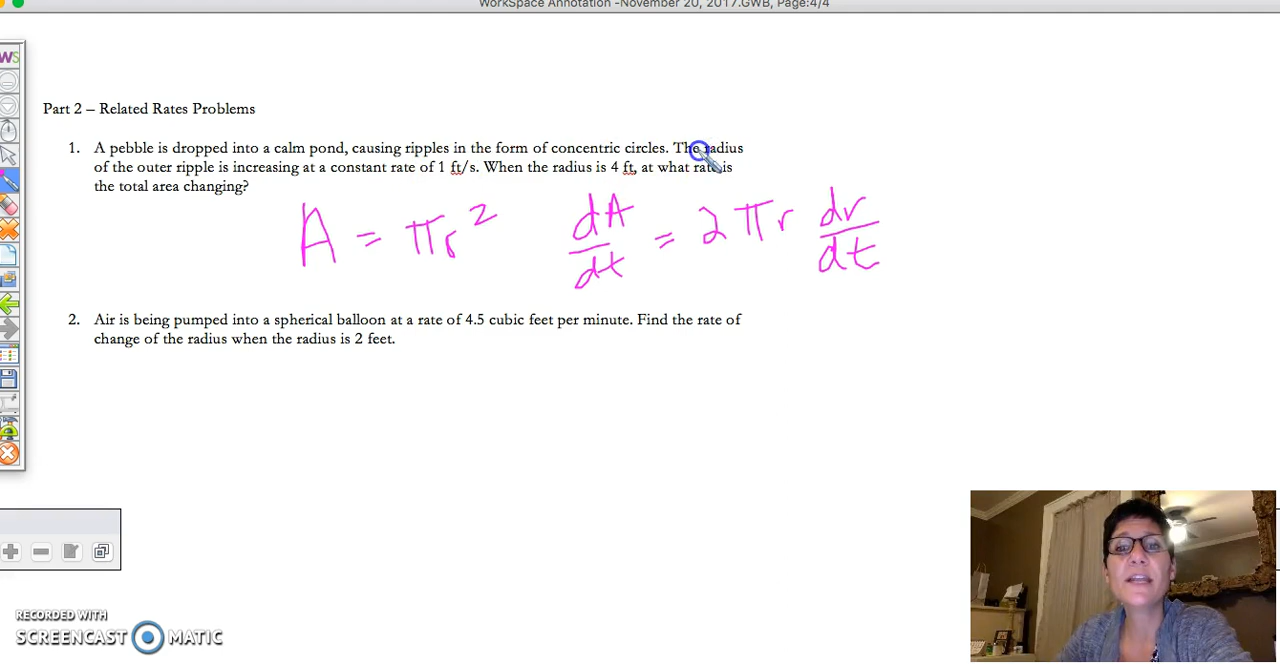 WorkSpace Annotation -November 20, 2017.GWB, Page:4/4
WS
Part 2 – Related Rates Problems
1. A pebble is dropped into a calm pond, causing ripples in the form of concentric circles. The radius
of the outer ripple is increasing at a constant rate of 1 ft/s. When the radius is 4 ft, at what rate is
the total area changing?
A = πr² dA/dt = 2πr dr/dt
2. Air is being pumped into a spherical balloon at a rate of 4.5 cubic feet per minute. Find the rate of
change of the radius when the radius is 2 feet.
RECORDED WITH
SCREENCAST MATIC